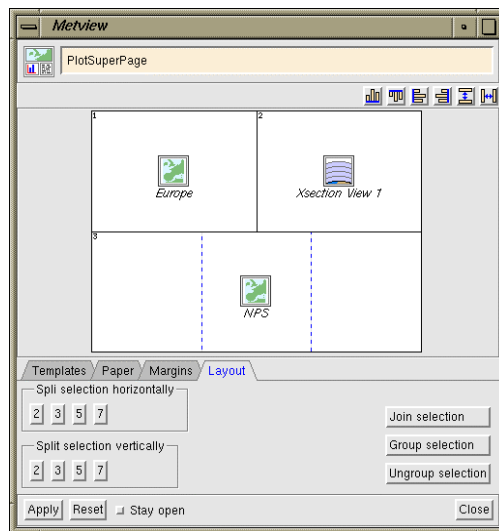 Metview
PlotSuperPage
1
2
Europe
Xsection View 1
3
NPS
Templates Paper Margins Layout
Spli selection horizontally
2 3 5 7
Join selection
Split selection vertically
Group selection
2 3 5 7
Ungroup selection
Apply Reset Stay open Close